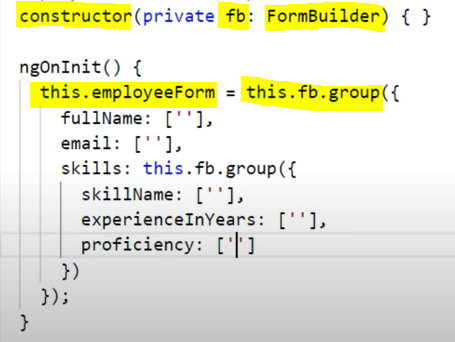 constructor(private fb: FormBuilder) { }
ngOnInit() {
this.employeeForm = this.fb.group({
fullName: [''],
email: [''],
skills: this.fb.group({
skillName: [''],
experienceInYears: [''],
proficiency: ['']
})
});
}